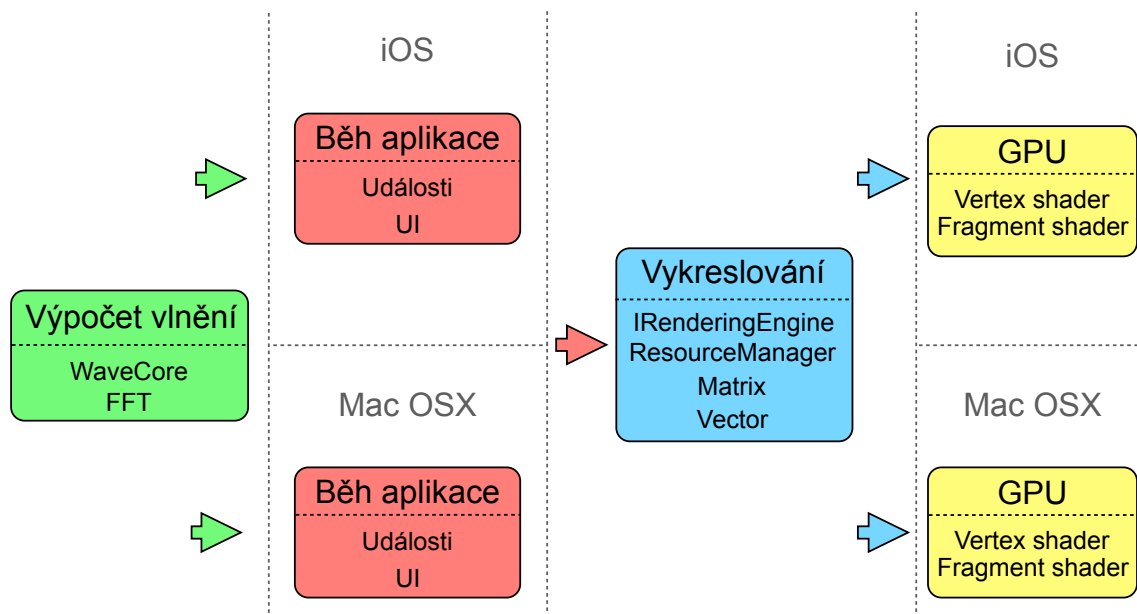 Výpočet vlnění
WaveCore
FFT
iOS
Běh aplikace
Události
UI
Mac OSX
Běh aplikace
Události
UI
Vykreslování
IRenderingEngine
ResourceManager
Matrix
Vector
iOS
GPU
Vertex shader
Fragment shader
Mac OSX
GPU
Vertex shader
Fragment shader